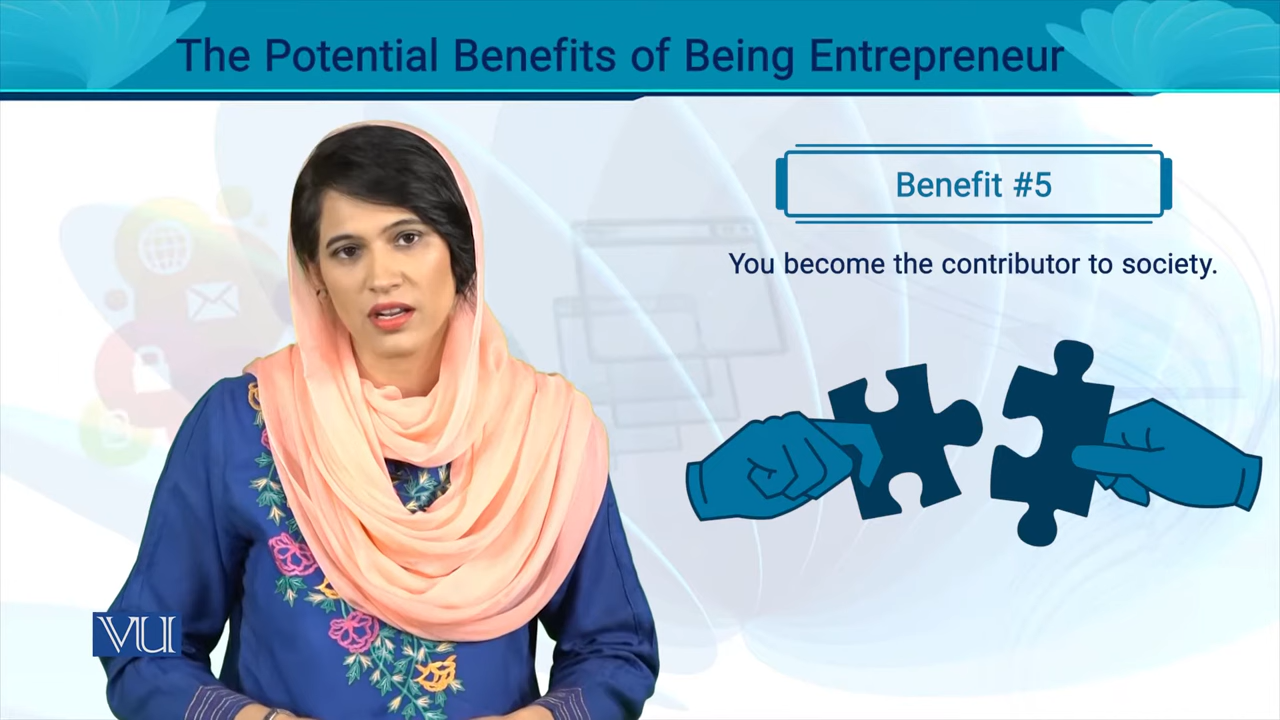 The Potential Benefits of Being Entrepreneur
Benefit #5
You become the contributor to society.
VU